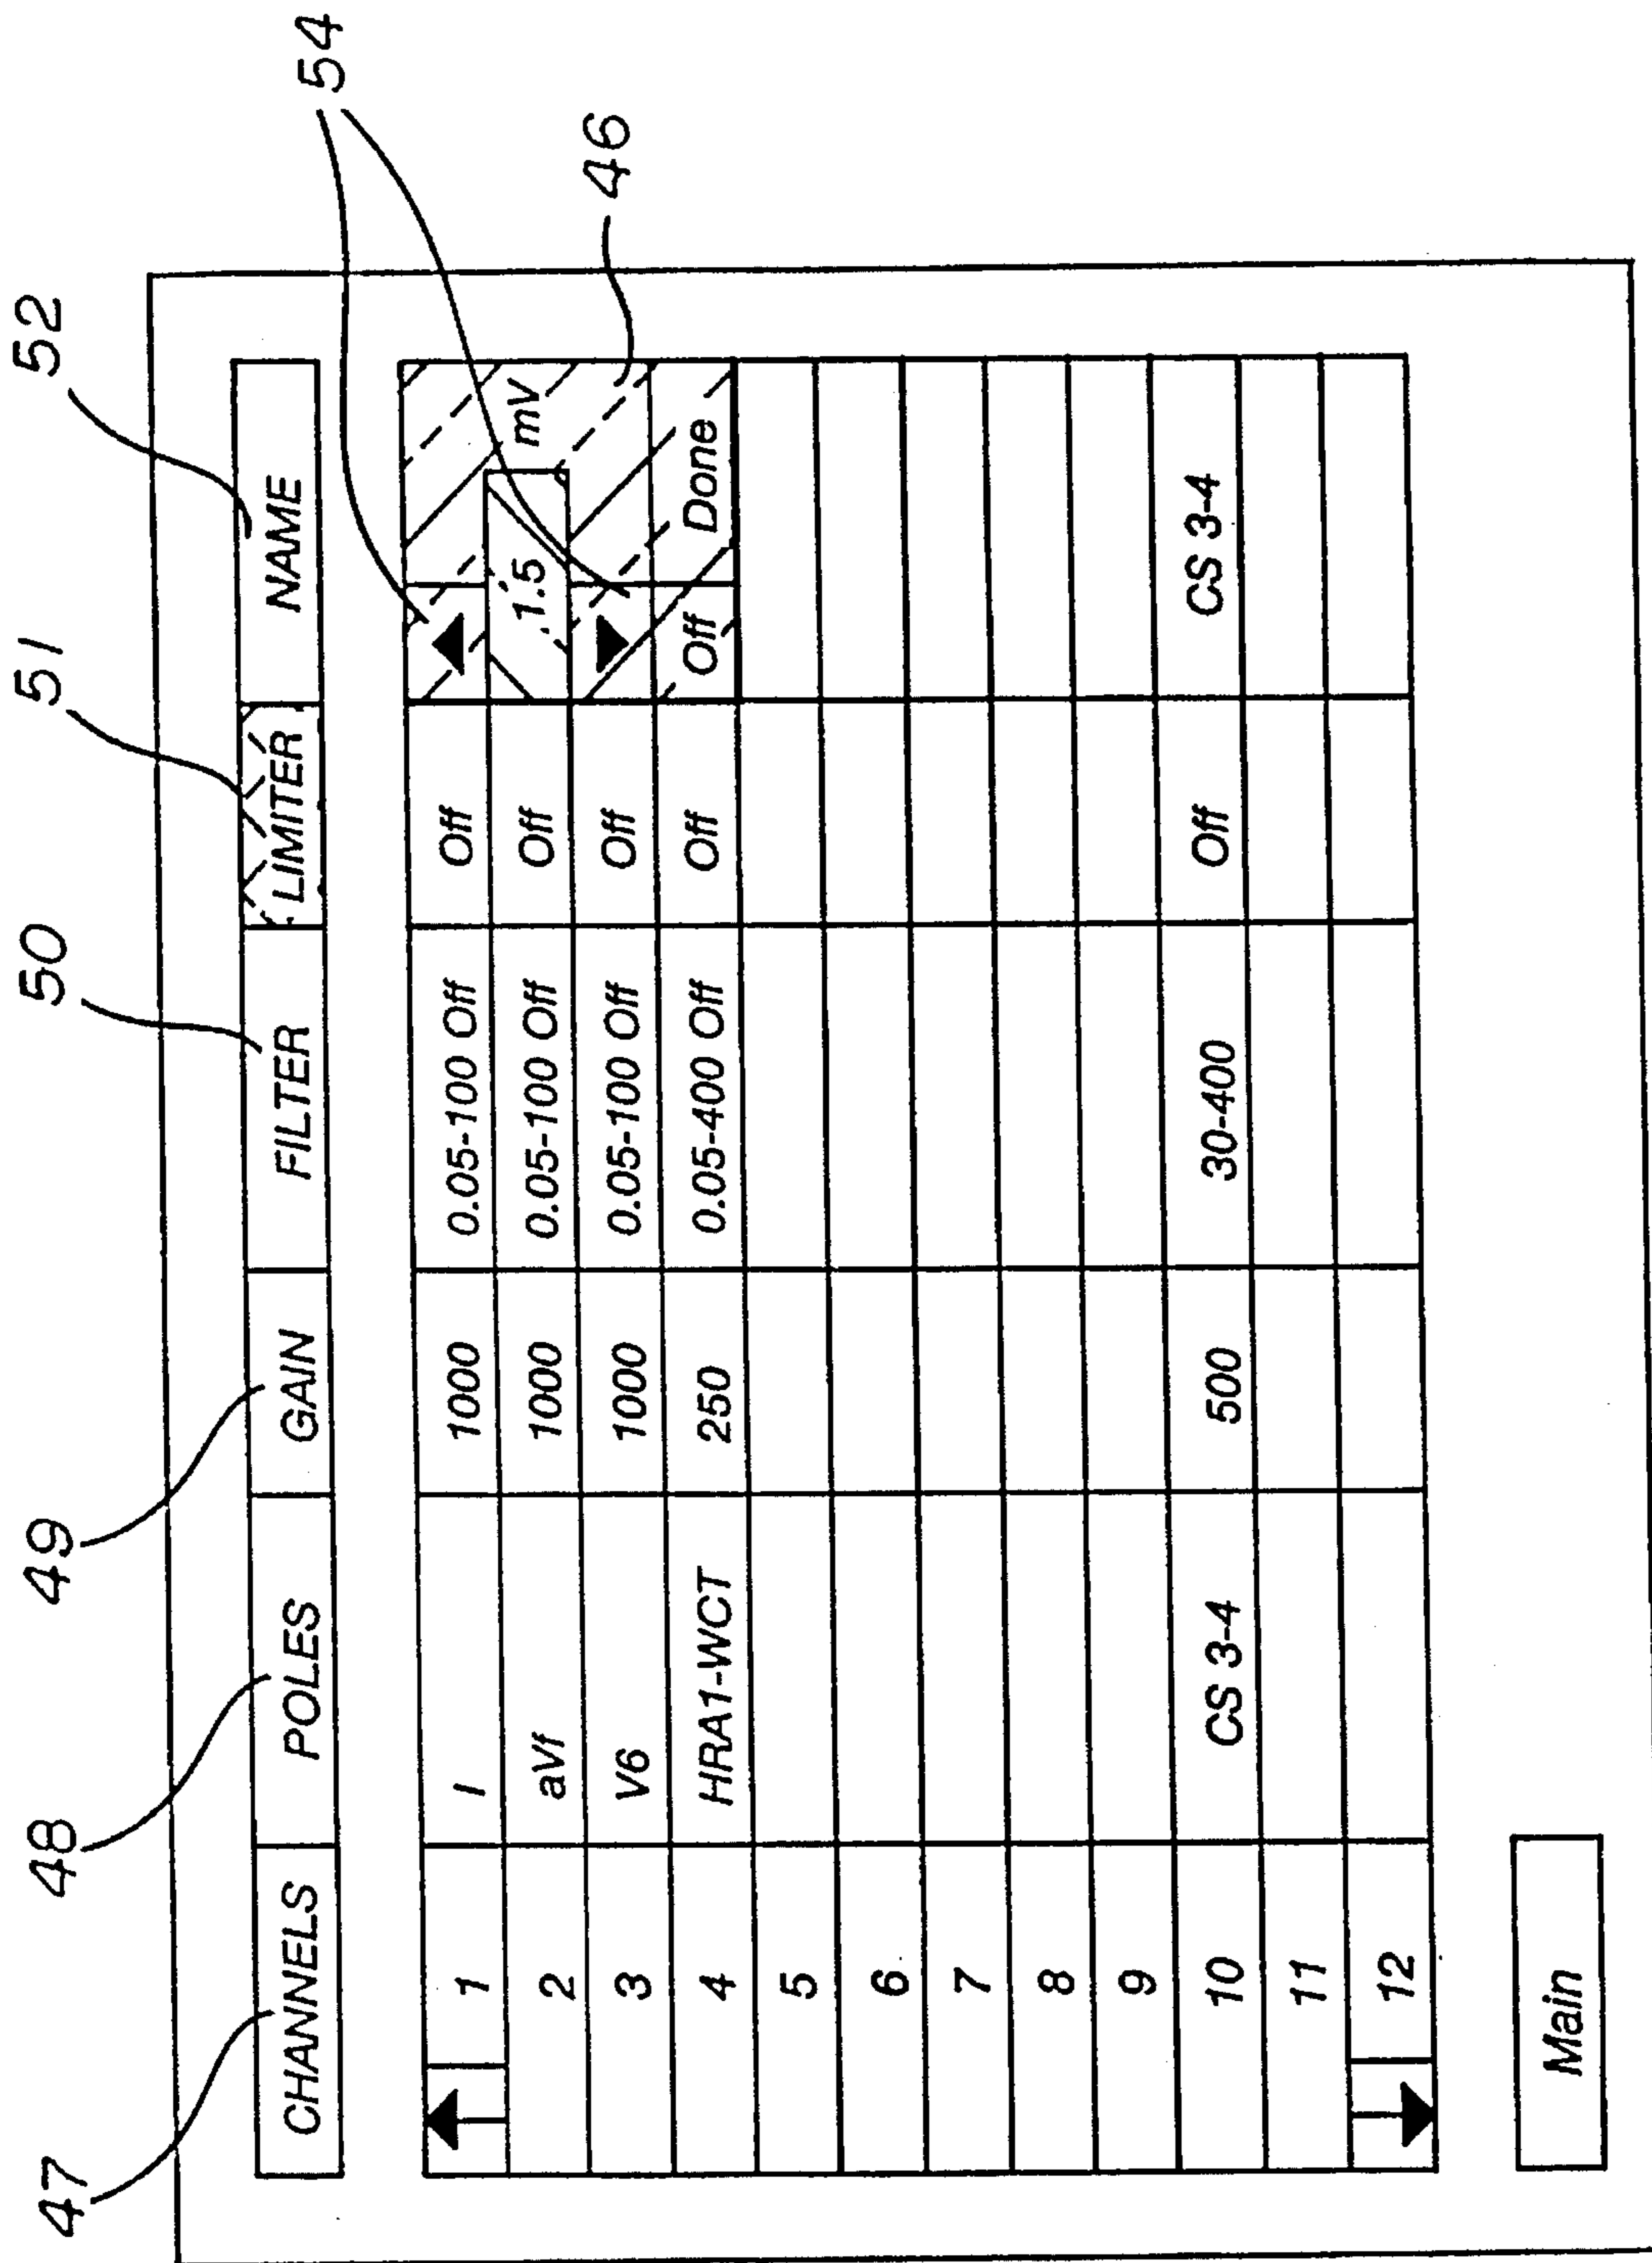 47 48 49 50 51 52
CHANNELS POLES GAIN FILTER LIMITER NAME
54
46
1 I 1000 0.05-100 Off Off
2 aVf 1000 0.05-100 Off Off 1.5 mV
3 V6 1000 0.05-100 Off Off
4 HRA1-WCT 250 0.05-400 Off Off Off Done
5
6
7
8
9
10 CS 3-4 500 30-400 Off CS 3-4
11
12
Main